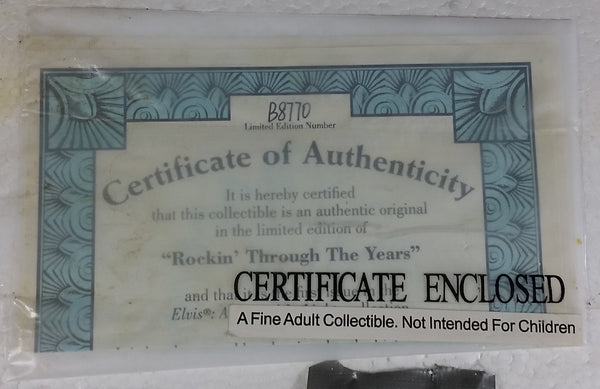 B8770
Limited Edition Number
Certificate of Authenticity
It is hereby certified
that this collectible is an authentic original
in the limited edition of
“Rockin’ Through The Years”
and tha
Elvis®: A
CERTIFICATE ENCLOSED
A Fine Adult Collectible. Not Intended For Children